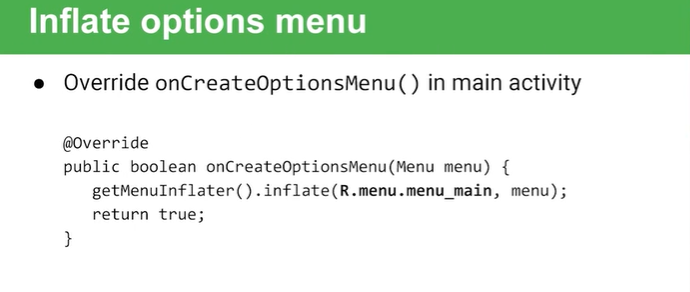 Inflate options menu
● Override onCreateOptionsMenu() in main activity
@Override
public boolean onCreateOptionsMenu(Menu menu) {
getMenuInflater().inflate(R.menu.menu_main, menu);
return true;
}